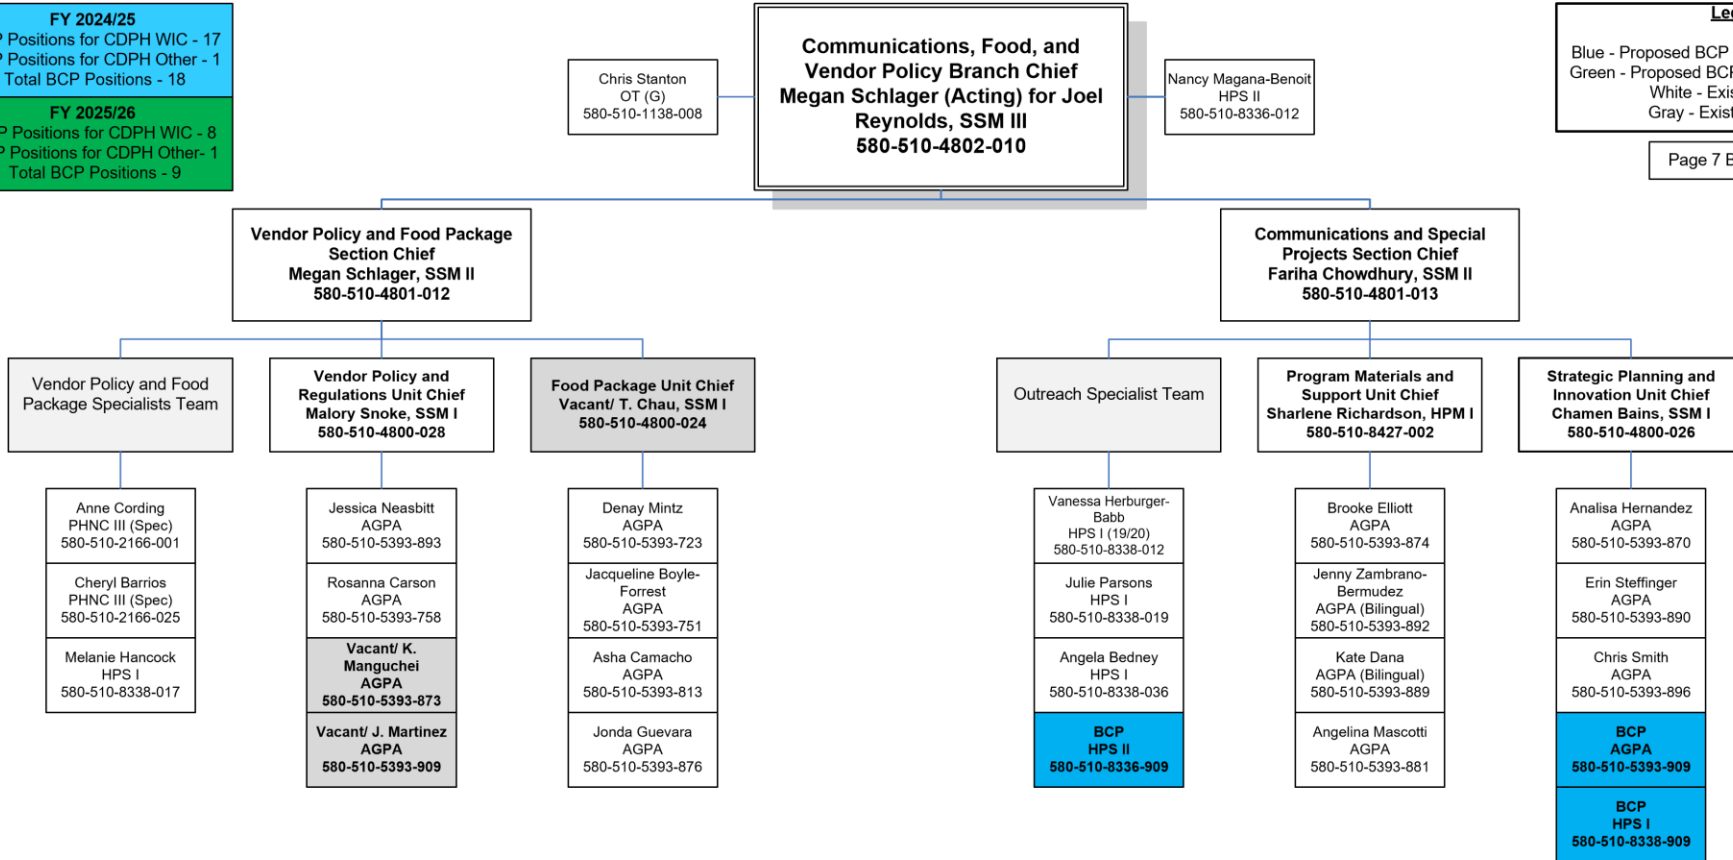 FY 2024/25
Positions for CDPH WIC - 17
Positions for CDPH Other - 1
Total BCP Positions - 18
FY 2025/26
Positions for CDPH WIC - 8
Positions for CDPH Other- 1
Total BCP Positions - 9
Chris Stanton
OT (G)
580-510-1138-008
Communications, Food, and
Vendor Policy Branch Chief
Megan Schlager (Acting) for Joel
Reynolds, SSM III
580-510-4802-010
Nancy Magana-Benoit
HPS II
580-510-8336-012
Blue - Proposed BCP
Green - Proposed BCP
White -
Gray -
Page 7
Vendor Policy and Food Package
Section Chief
Megan Schlager, SSM II
580-510-4801-012
Communications and Special
Projects Section Chief
Fariha Chowdhury, SSM II
580-510-4801-013
Vendor Policy and Food
Package Specialists Team
Vendor Policy and
Regulations Unit Chief
Malory Snoke, SSM I
580-510-4800-028
Food Package Unit Chief
Vacant/ T. Chau, SSM I
580-510-4800-024
Outreach Specialist Team
Program Materials and
Support Unit Chief
Sharlene Richardson, HPM I
580-510-8427-002
Strategic Planning and
Innovation Unit Chief
Chamen Bains, SSM I
580-510-4800-026
Anne Cording
PHNC III (Spec)
580-510-2166-001
Cheryl Barrios
PHNC III (Spec)
580-510-2166-025
Melanie Hancock
HPS I
580-510-8338-017
Jessica Neasbitt
AGPA
580-510-5393-893
Rosanna Carson
AGPA
580-510-5393-758
Vacant/ K.
Manguchei
AGPA
580-510-5393-873
Vacant/ J. Martinez
AGPA
580-510-5393-909
Denay Mintz
AGPA
580-510-5393-723
Jacqueline Boyle-
Forrest
AGPA
580-510-5393-751
Asha Camacho
AGPA
580-510-5393-813
Jonda Guevara
AGPA
580-510-5393-876
Vanessa Herburger-
Babb
HPS I (19/20)
580-510-8338-012
Julie Parsons
HPS I
580-510-8338-019
Angela Bedney
HPS I
580-510-8338-036
BCP
HPS II
580-510-8336-909
Brooke Elliott
AGPA
580-510-5393-874
Jenny Zambrano-
Bermudez
AGPA (Bilingual)
580-510-5393-892
Kate Dana
AGPA (Bilingual)
580-510-5393-889
Angelina Mascotti
AGPA
580-510-5393-881
Analisa Hernandez
AGPA
580-510-5393-870
Erin Steffinger
AGPA
580-510-5393-890
Chris Smith
AGPA
580-510-5393-896
BCP
AGPA
580-510-5393-909
BCP
HPS I
580-510-8338-909